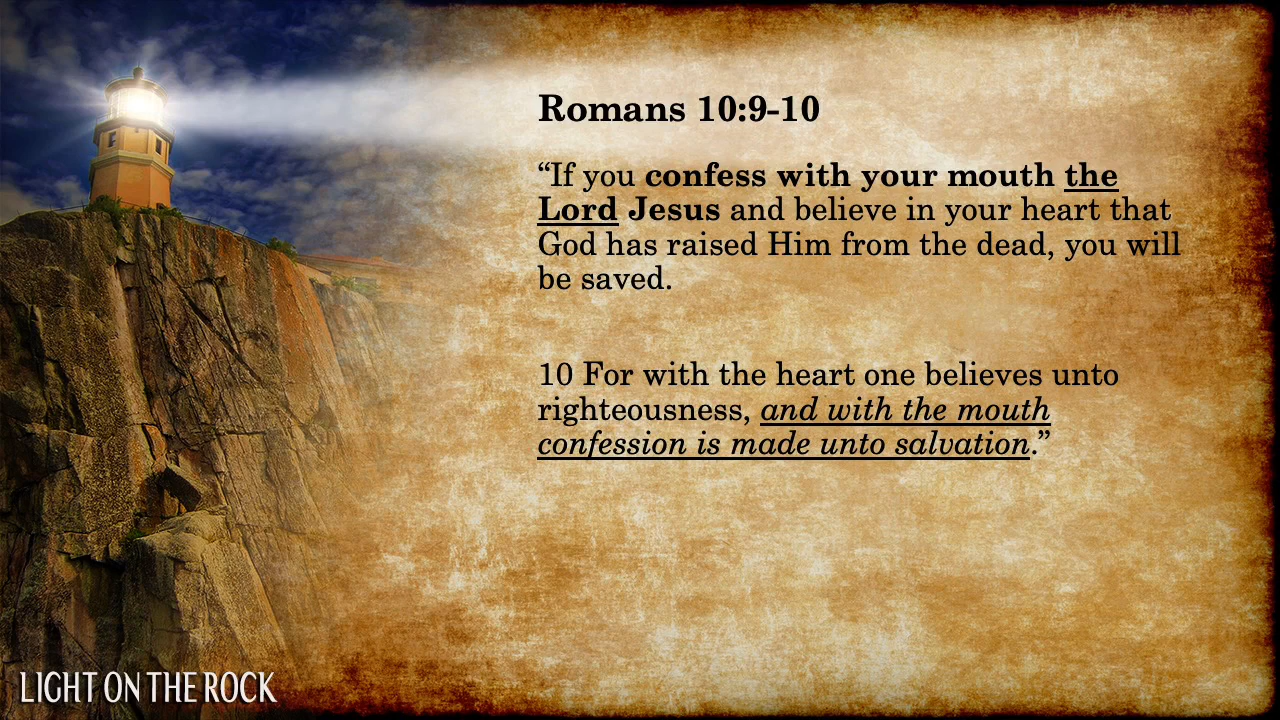 Romans 10:9-10
“If you confess with your mouth the
Lord Jesus and believe in your heart that
God has raised Him from the dead, you will
be saved.
10 For with the heart one believes unto
righteousness, and with the mouth
confession is made unto salvation.”
LIGHT ON THE ROCK